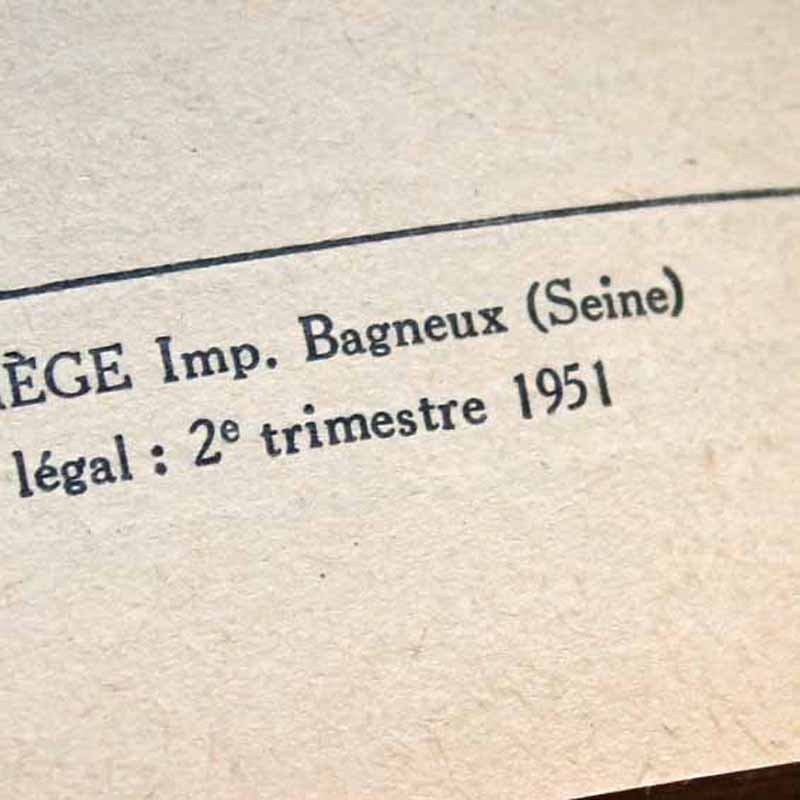 ÈGE Imp. Bagneux (Seine)
légal : 2e trimestre 1951